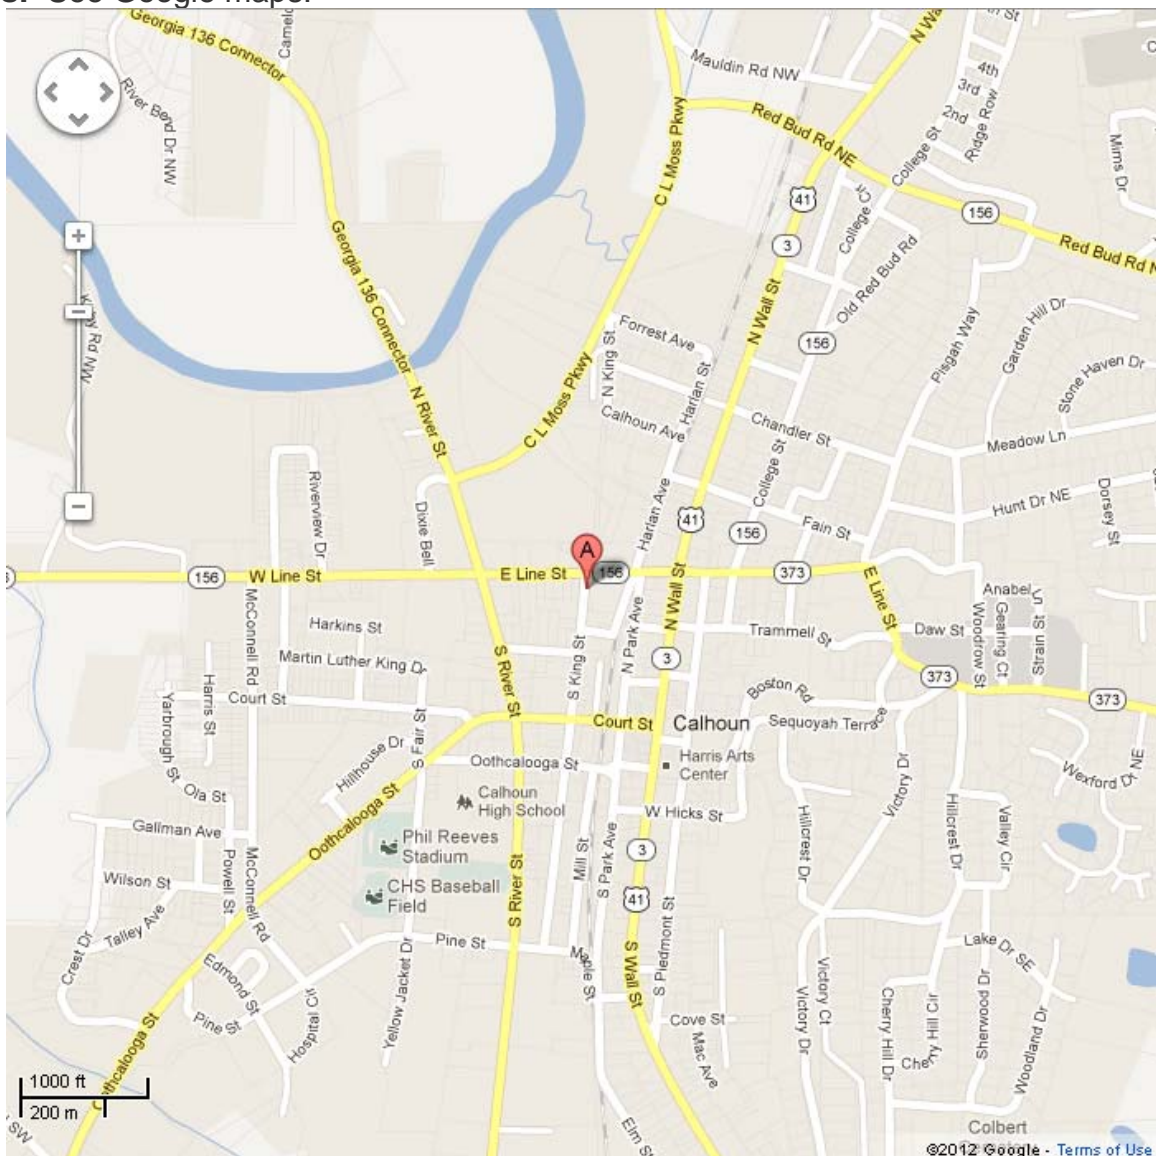 See Google map.
Georgia 136 Connector
River Bend Dr NW
Camelo
Mauldin Rd NW
N Wa
4th
3rd
2nd
Ridge Row
College St
Mims Dr
C L Moss Pkwy
Red Bud Rd NE
41
3
College Cir
156
Red Bud Rd N
Georgia 136 Connector
Old Red Bud Rd
N Wall St
156
Pisgah Way
Garden Hill Dr
Stone Haven Dr
Forrest Ave
N King St
Harlan St
C L Moss Pkwy
Calhoun Ave
Chandler St
Meadow Ln
N River St
College St
Riverview Dr
Dixie Bell
Harlan Ave
41
156
Fain St
Hunt Dr NE
Dorsey St
A
156
W Line St
E Line St
156
373
E Line St
N Wall St
McConnell Rd
Harkins St
N Park Ave
Trammell St
Daw St
Anabel
Ln
Gearing Ct
Woodrow St
Strain St
Martin Luther King Dr
S River St
S King St
3
373
373
Boston Rd
Harris St
Yarbrough St
Court St
Court St
Calhoun
Sequoyah Terrace
S Fair St
Hillhouse Dr
Oothcalooga St
Harris Arts
Center
Victory Dr
Wexford Dr NE
Ola St
Calhoun
High School
W Hicks St
Hillcrest Dr
Hillcrest Dr
Valley Cir
Gallman Ave
Oothcalooga St
Phil Reeves
Stadium
Mill St
S Park Ave
3
Wilson St
Powell St
McConnell Rd
CHS Baseball
Field
S River St
41
Talley Ave
Crest Dr
Pine St
Maple St
S Wall St
S Piedmont St
Lake Dr SE
Edmond St
Yellow Jacket Dr
Victory Dr
Victory Ct
Cherry Hill Dr
Cherry Hill Cir
Sherwood Dr
Woodland Dr
Pine St
Hospital Cir
Cove St
Mac Ave
Oothcalooga St
1000 ft
200 m
SW
Elm St
Colbert
Cemetery
©2012 Google - Terms of Use